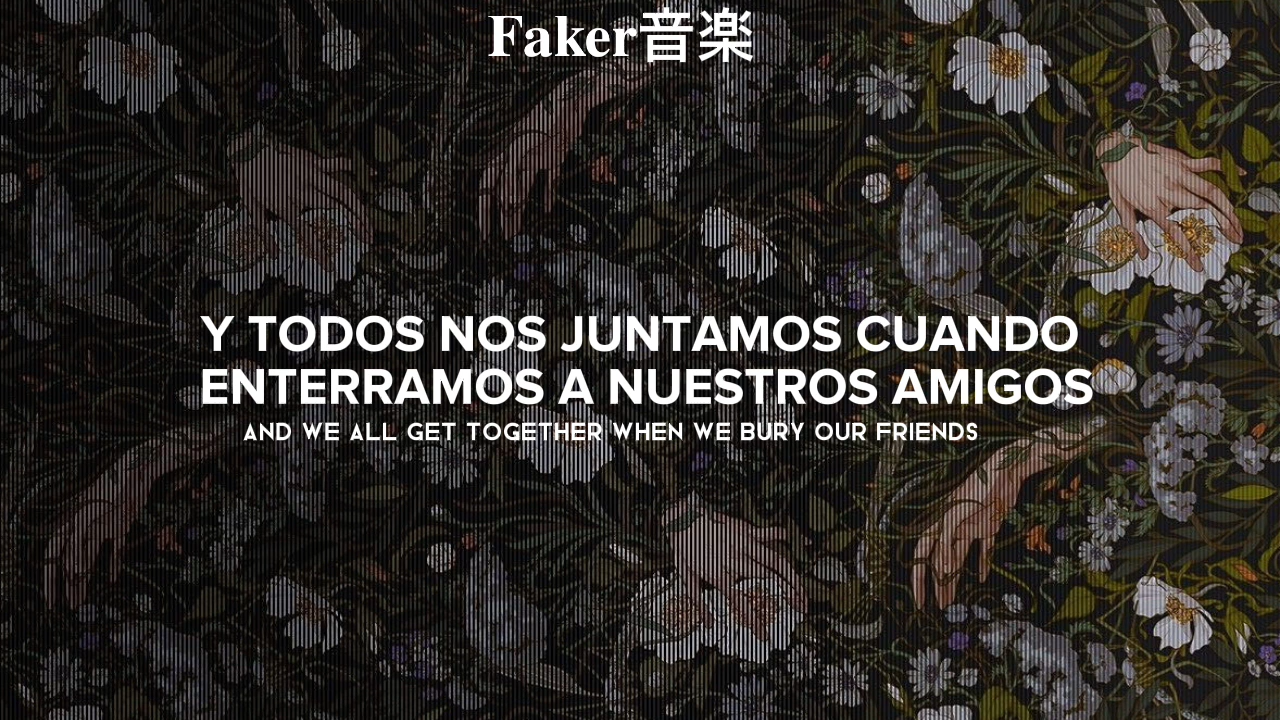 Faker音楽
Y TODOS NOS JUNTAMOS CUANDO
ENTERRAMOS A NUESTROS AMIGOS
AND WE ALL GET TOGETHER WHEN WE BURY OUR FRIENDS